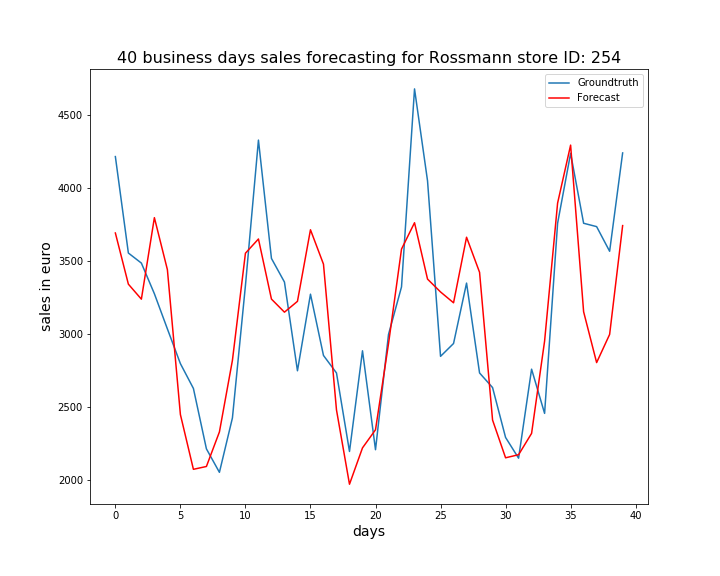 40 business days sales forecasting for Rossmann store ID: 254
Groundtruth
Forecast
4500
4000
3500
3000
2500
2000
sales in euro
0 5 10 15 20 25 30 35 40
days